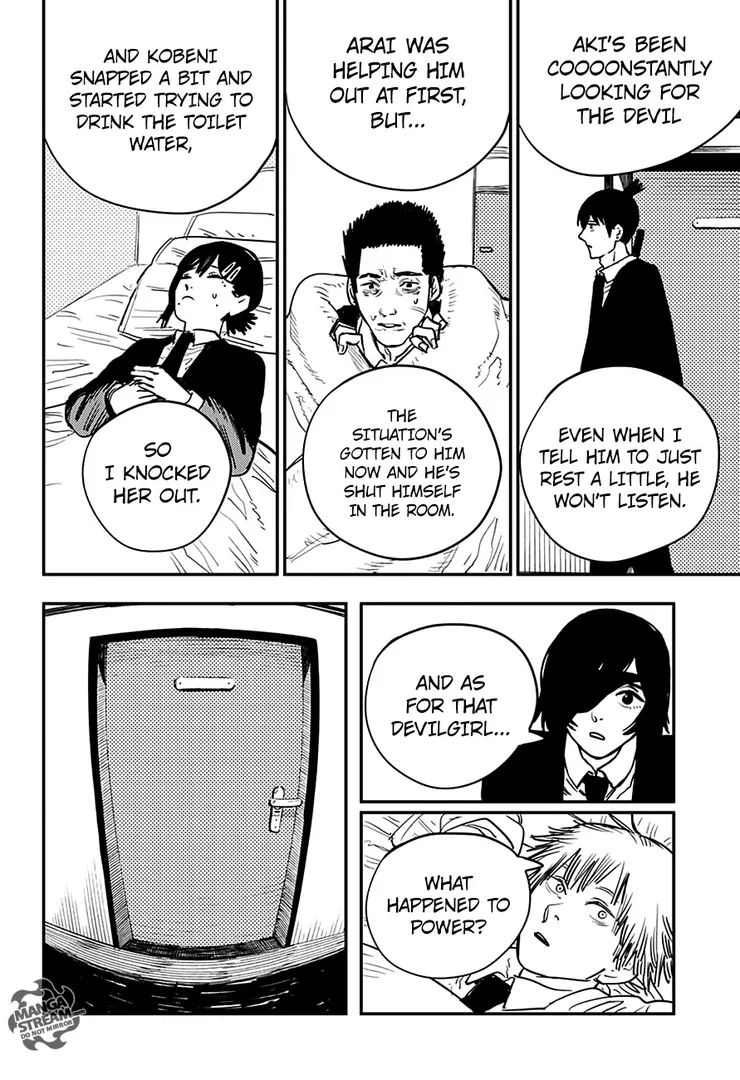 AKI'S BEEN
COOOONSTANTLY
LOOKING FOR
THE DEVIL
EVEN WHEN I
TELL HIM TO JUST
REST A LITTLE, HE
WON'T LISTEN.
ARAI WAS
HELPING HIM
OUT AT FIRST,
BUT...
THE
SITUATION'S
GOTTEN TO HIM
NOW AND HE'S
SHUT HIMSELF
IN THE ROOM.
AND KOBENI
SNAPPED A BIT AND
STARTED TRYING TO
DRINK THE TOILET
WATER,
SO
I KNOCKED
HER OUT.
AND AS
FOR THAT
DEVILGIRL...
WHAT
HAPPENED TO
POWER?
MANGA
STREAM.com
DO NOT MIRROR